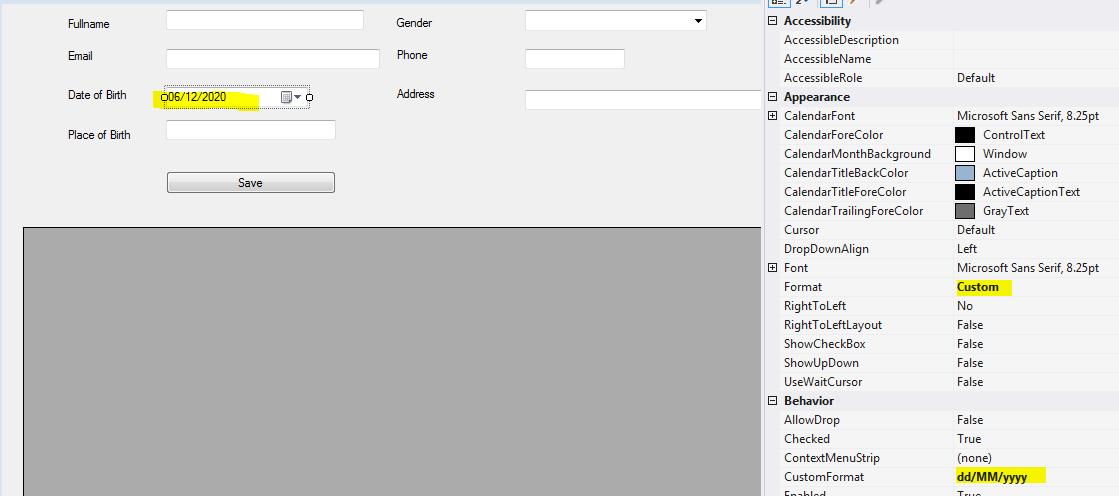 Fullname
Gender
Email
Phone
Date of Birth
06/12/2020
Address
Place of Birth
Save
Accessibility
AccessibleDescription
AccessibleName
AccessibleRole Default
Appearance
CalendarFont Microsoft Sans Serif, 8.25pt
CalendarForeColor ControlText
CalendarMonthBackground Window
CalendarTitleBackColor ActiveCaption
CalendarTitleForeColor ActiveCaptionText
CalendarTrailingForeColor GrayText
Cursor Default
DropDownAlign Left
Font Microsoft Sans Serif, 8.25pt
Format Custom
RightToLeft No
RightToLeftLayout False
ShowCheckBox False
ShowUpDown False
UseWaitCursor False
Behavior
AllowDrop False
Checked True
ContextMenuStrip (none)
CustomFormat dd/MM/yyyy